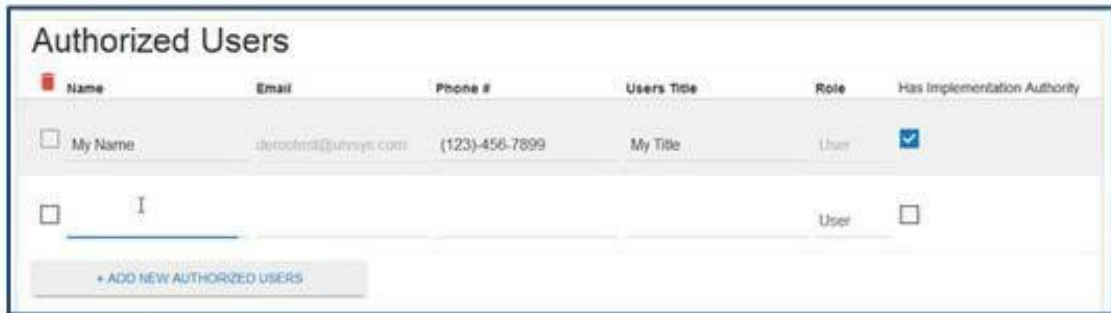 Authorized Users
Name Email Phone # Users Title Role Has Implementation Authority
My Name (123)-456-7899 My Title User
User
+ ADD NEW AUTHORIZED USERS